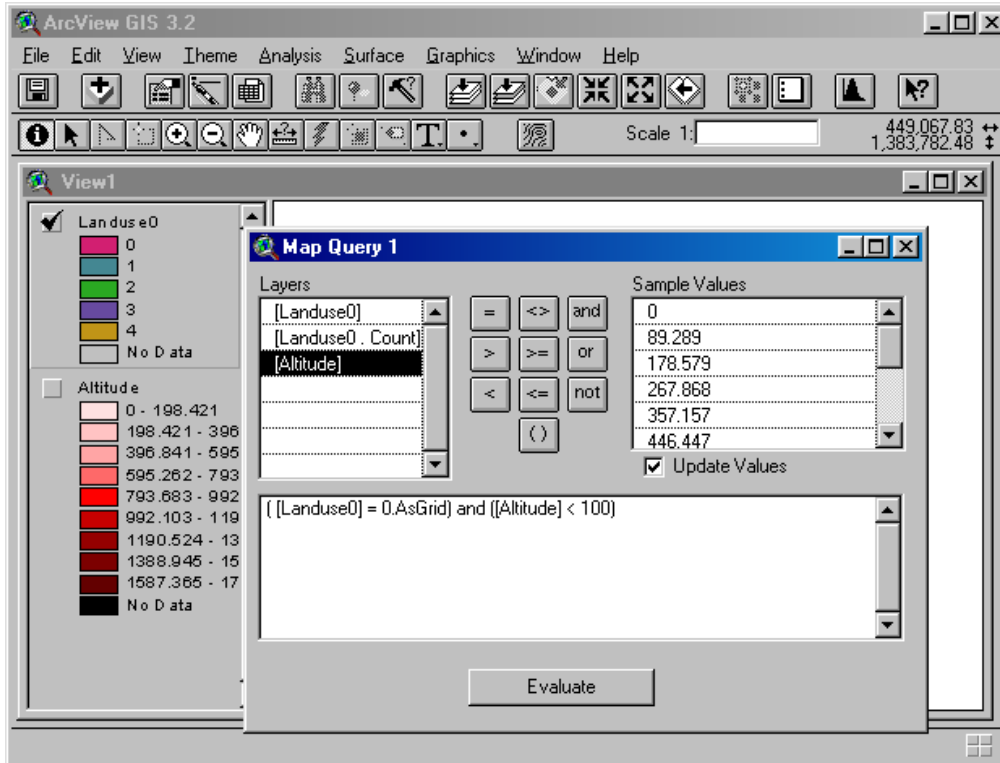 ArcView GIS 3.2
File Edit View Theme Analysis Surface Graphics Window Help
Scale 1:
449,067.83
1,383,782.48
View1
Landuse0
0
1
2
3
4
No Data
Altitude
0 - 198.421
198.421 - 396
396.841 - 595
595.262 - 793
793.683 - 992
992.103 - 119
1190.524 - 13
1388.945 - 15
1587.365 - 17
No Data
Map Query 1
Layers
[Landuse0]
[Landuse0 . Count]
[Altitude]
= <> and
> >= or
< <= not
( )
Sample Values
0
89.289
178.579
267.868
357.157
446.447
Update Values
( [Landuse0] = 0.AsGrid) and ([Altitude] < 100)
Evaluate